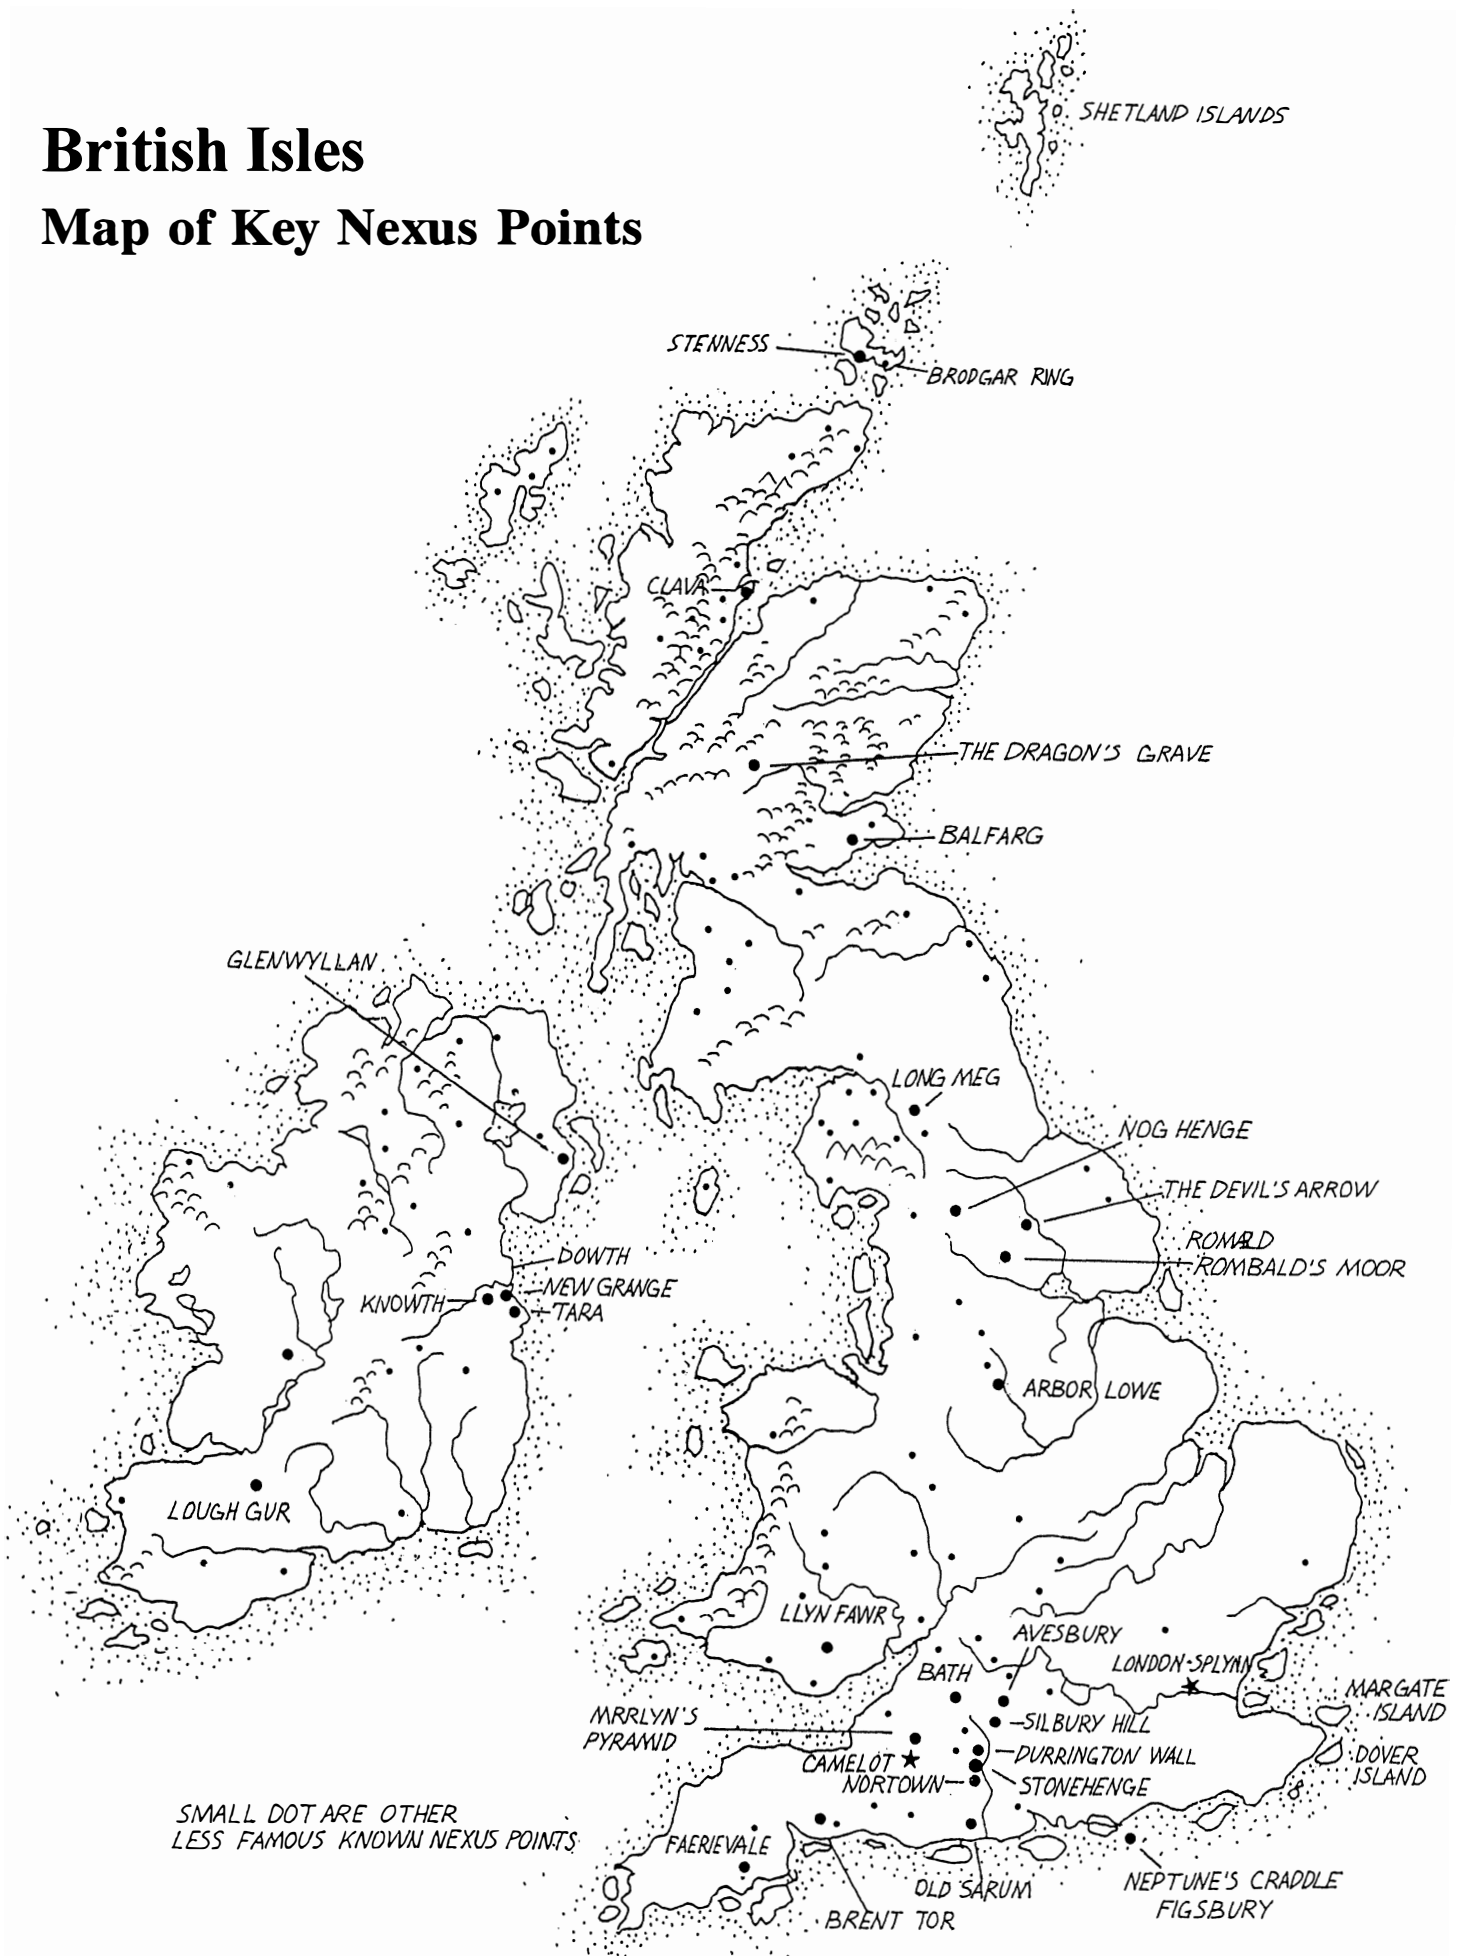 British Isles
Map of Key Nexus Points
SHETLAND ISLANDS
STENNESS
BRODGAR RING
CLAVA
THE DRAGON'S GRAVE
BALFARG
GLENWYLLAN
LONG MEG
NOG HENGE
THE DEVIL'S ARROW
ROMBALD'S MOOR
DOWTH
NEW GRANGE
KNOWTH
TARA
ARBOR LOWE
LOUGH GUR
LLYN FAWR
AVESBURY
BATH
LONDON-SPLYNN
MARGATE
ISLAND
MRRLYN'S
PYRAMID
SILBURY HILL
DURRINGTON WALL
CAMELOT
DOVER
ISLAND
NORTOWN
STONEHENGE
SMALL DOT ARE OTHER
LESS FAMOUS KNOWN NEXUS POINTS
FAERIEVALE
OLD SARUM
NEPTUNE'S CRADDLE
FIGSBURY
BRENT TOR